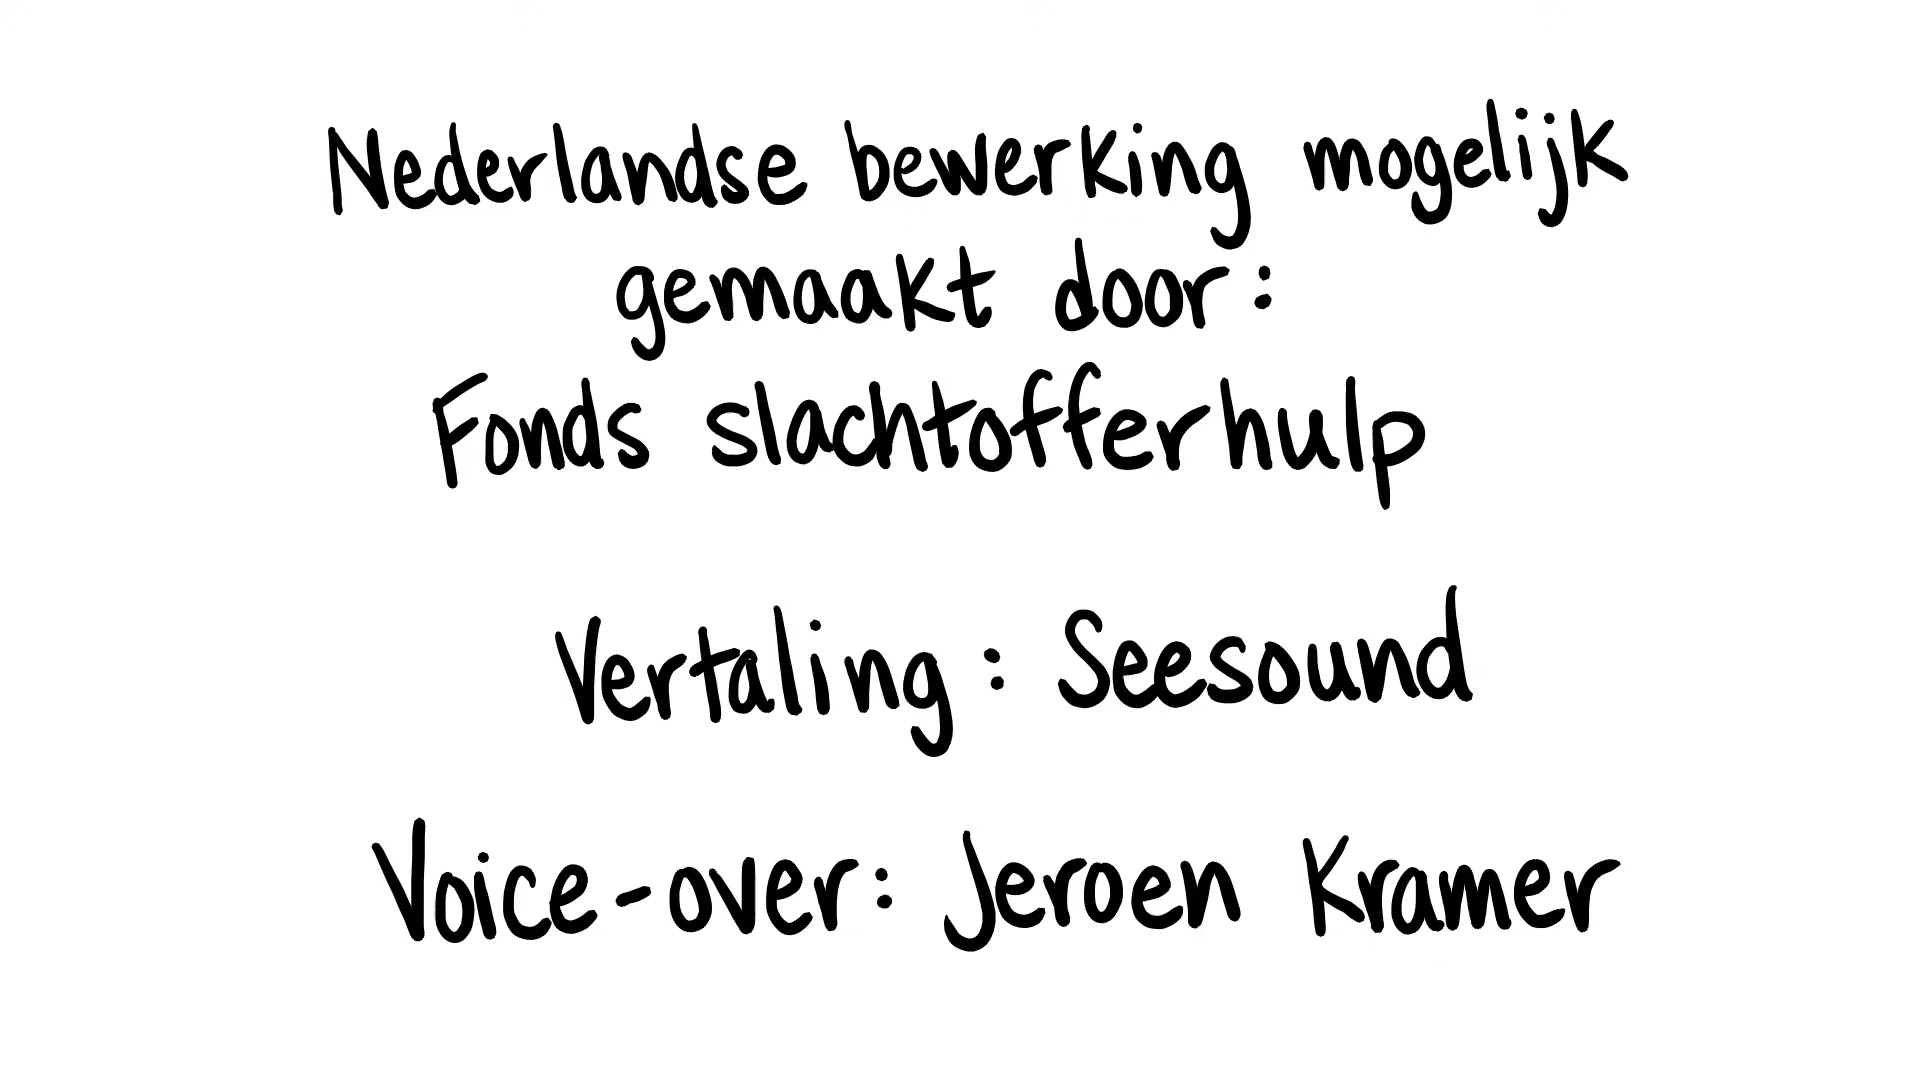 Nederlandse bewerking mogelijk
gemaakt door:
Fonds slachtofferhulp
Vertaling: Seesound
Voice-over: Jeroen Kramer